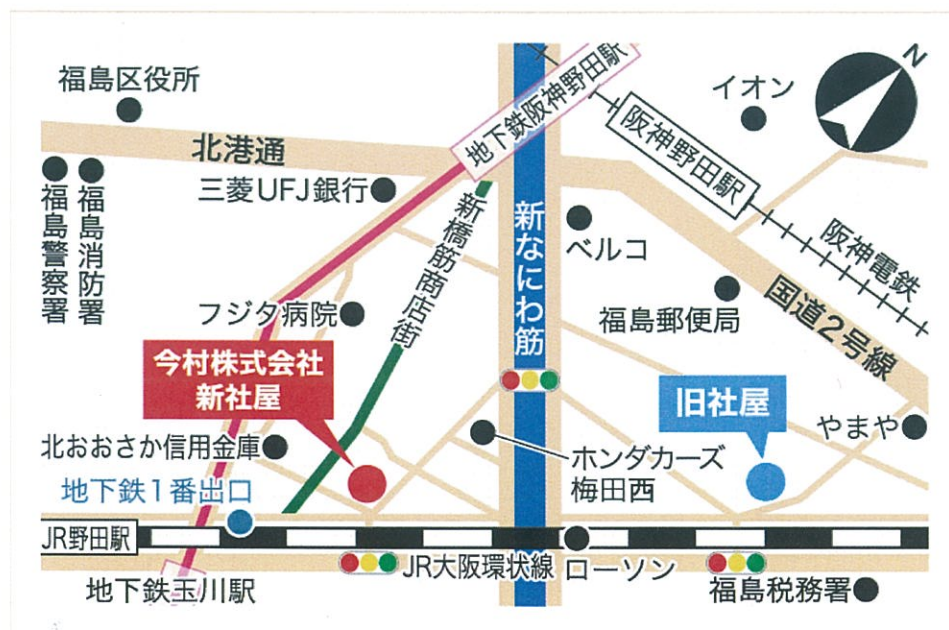 福島区役所
北港通
地下鉄阪神野田駅
阪神野田駅
イオン
N
福島警察署
福島消防署
三菱UFJ銀行
新橋筋商店街
新なにわ筋
ベルコ
阪神電鉄
国道2号線
フジタ病院
福島郵便局
今村株式会社
新社屋
旧社屋
やまや
北おおさか信用金庫
ホンダカーズ
梅田西
地下鉄1番出口
JR野田駅
JR大阪環状線
ローソン
地下鉄玉川駅
福島税務署